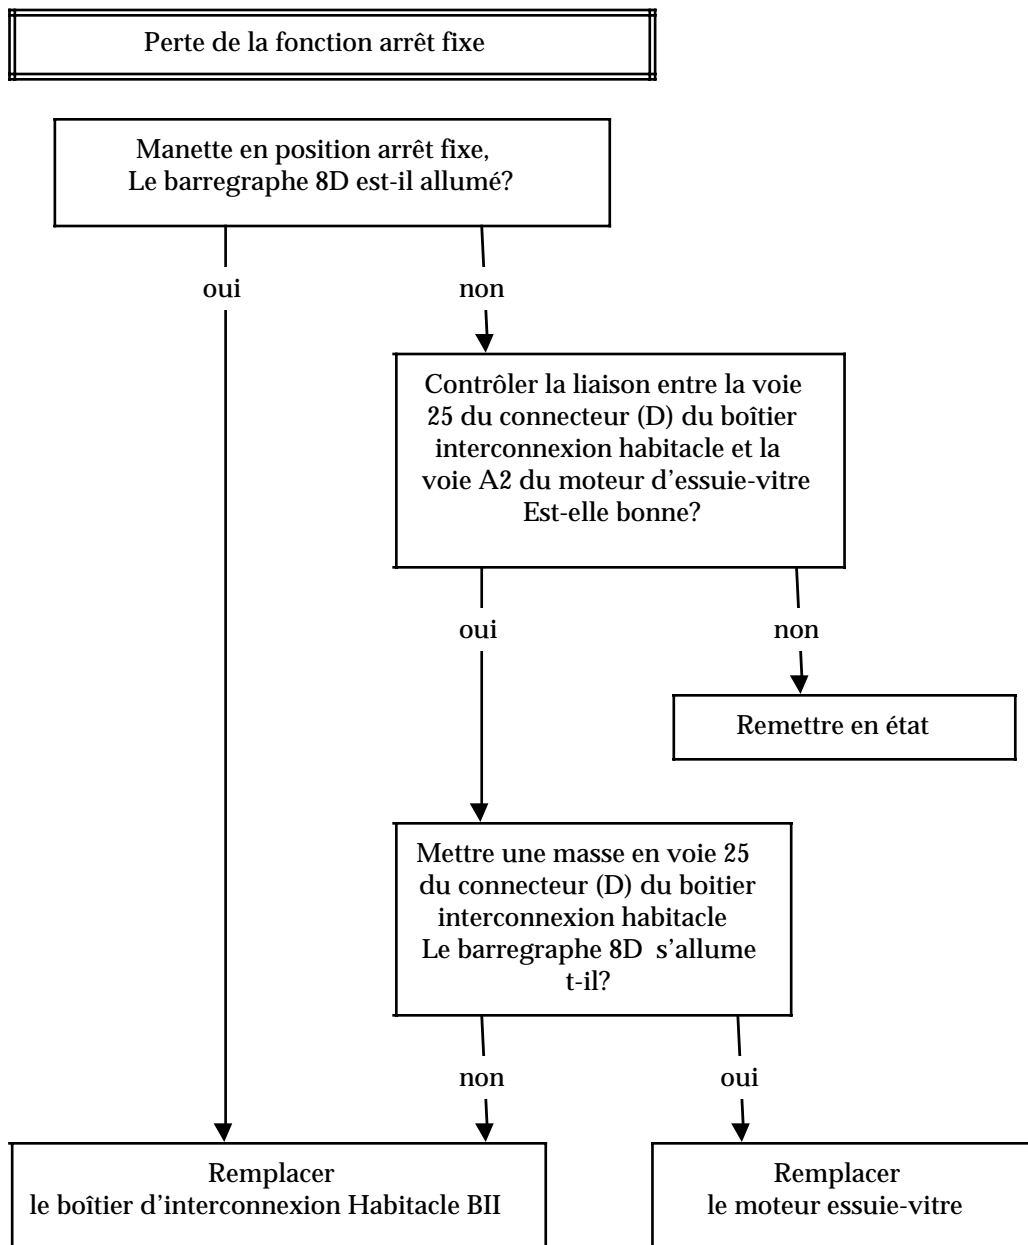 Perte de la fonction arrêt fixe
Manette en position arrêt fixe,
Le barregraphe 8D est-il allumé?
oui
non
Contrôler la liaison entre la voie
25 du connecteur (D) du boîtier
interconnexion habitacle et la
voie A2 du moteur d'essuie-vitre
Est-elle bonne?
oui
non
Remettre en état
Mettre une masse en voie 25
du connecteur (D) du boitier
interconnexion habitacle
Le barregraphe 8D s'allume
t-il?
non
oui
Remplacer
le boîtier d'interconnexion Habitacle BII
Remplacer
le moteur essuie-vitre